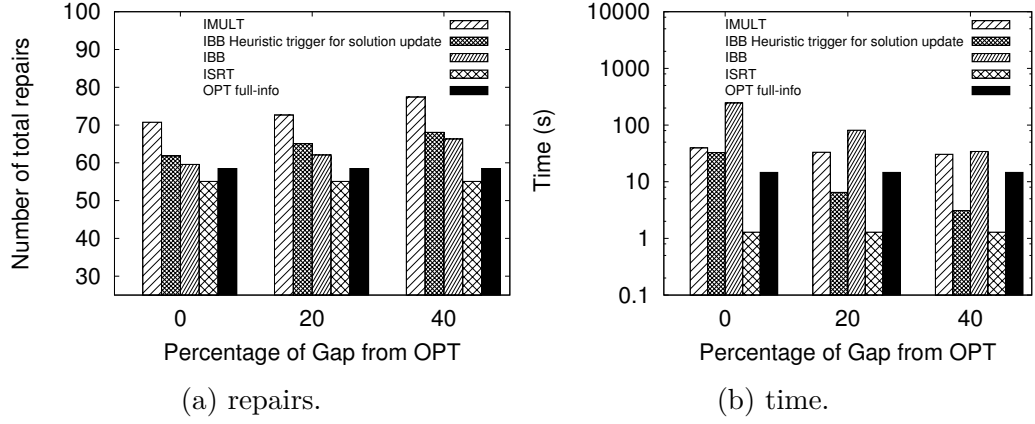 Number of total repairs
100
90
80
70
60
50
40
30
IMULT
IBB Heuristic trigger for solution update
IBB
ISRT
OPT full-info
0 20 40
Percentage of Gap from OPT
(a) repairs.
Time (s)
10000
1000
100
10
1
0.1
IMULT
IBB Heuristic trigger for solution update
IBB
ISRT
OPT full-info
0 20 40
Percentage of Gap from OPT
(b) time.